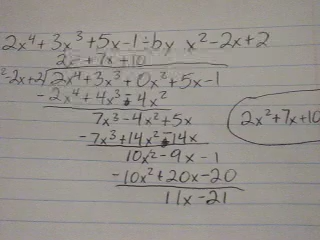 2x⁴+3x³+5x-1÷by x²-2x+2
2x²+7x+10
x²-2x+2)2x⁴+3x³+0x²+5x-1
-2x⁴+4x³-4x²
7x³-4x²+5x
-7x³+14x²-14x
10x²-9x-1
-10x²+20x-20
11x-21
2x²+7x+10